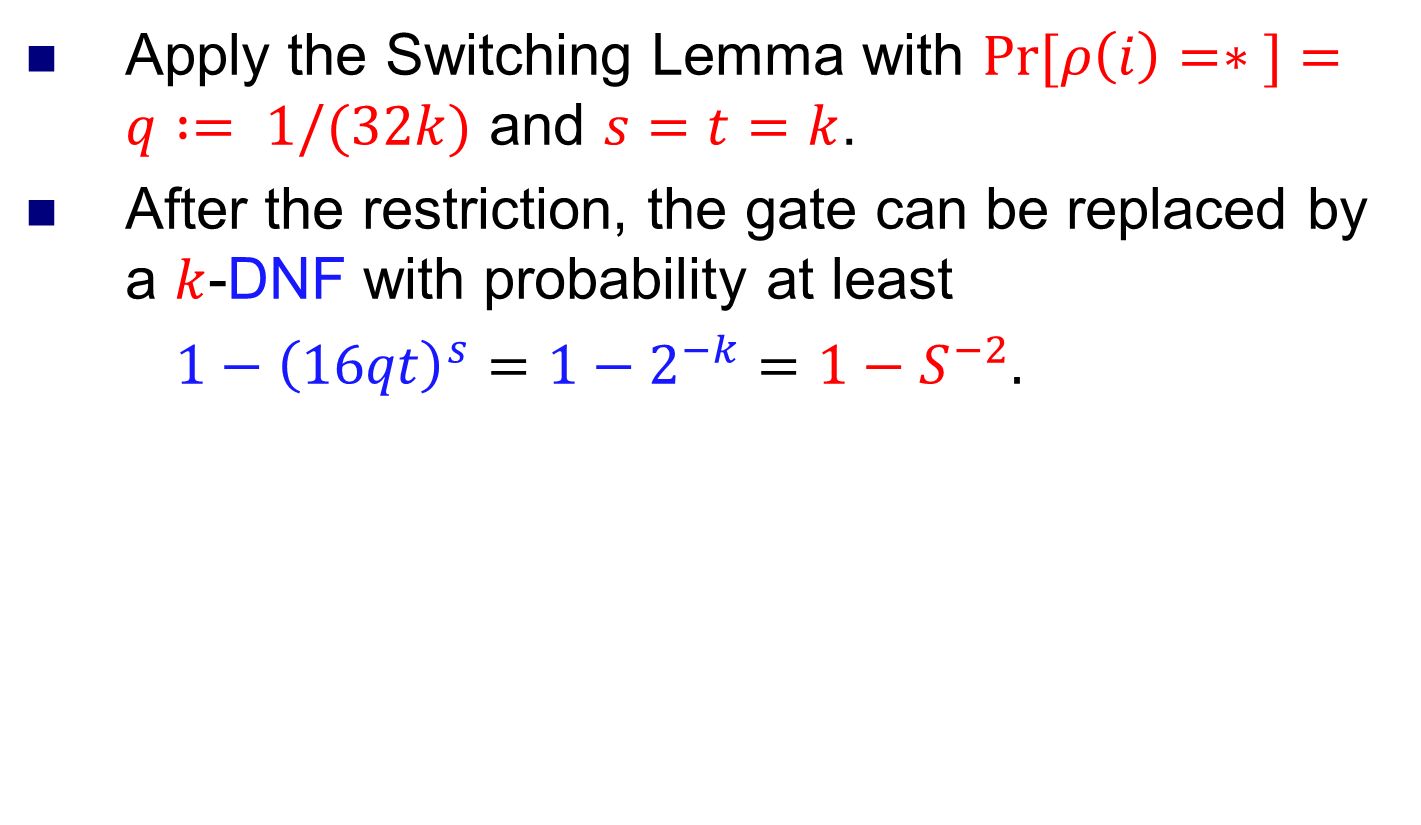 Apply the Switching Lemma with Pr[ρ(i) =∗ ] =
q := 1/(32k) and s = t = k.
After the restriction, the gate can be replaced by
a k-DNF with probability at least
1 − (16qt)ˢ = 1 − 2⁻ᵏ = 1 − S⁻².